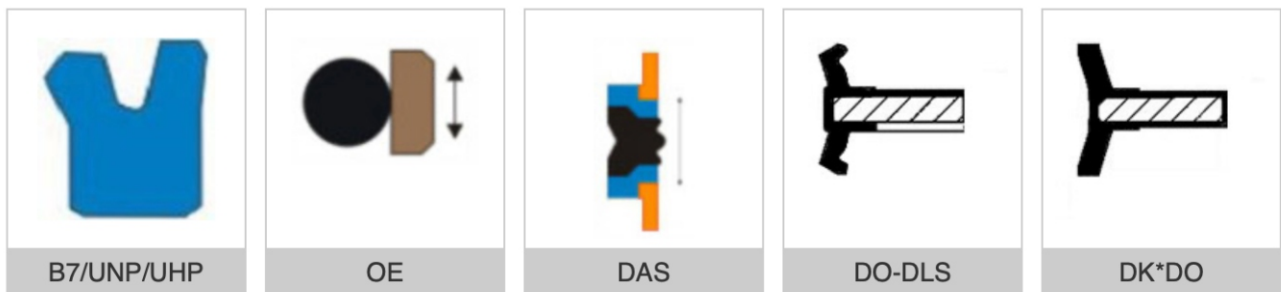 B7/UNP/UHP
OE
DAS
DO-DLS
DK*DO